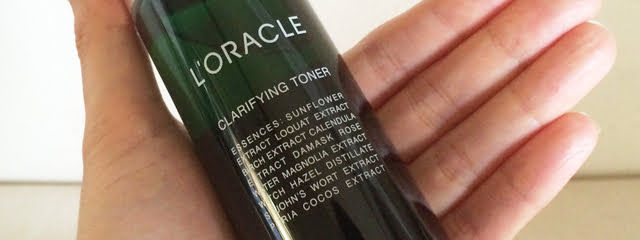 L'ORACLE
CLARIFYING TONER
ESSENCES: SUNFLOWER
EXTRACT LOQUAT EXTRACT
EXTRACT CALENDULA
DAMASK ROSE
MAGNOLIA EXTRACT
HAZEL DISTILLATE
JOHN'S WORT EXTRACT
COCOS EXTRACT